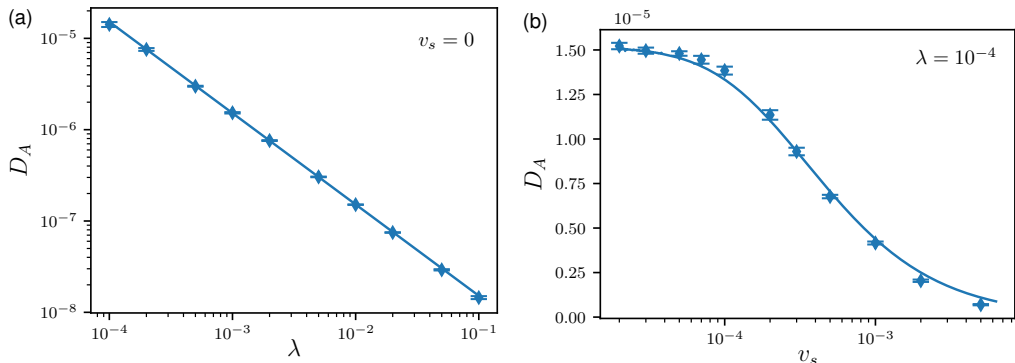 (a)
v_s = 0
D_A
10^{-5}
10^{-6}
10^{-7}
10^{-8}
10^{-4}
10^{-3}
10^{-2}
10^{-1}
λ
(b)
10^{-5}
λ = 10^{-4}
D_A
1.50
1.25
1.00
0.75
0.50
0.25
0.00
10^{-4}
10^{-3}
v_s